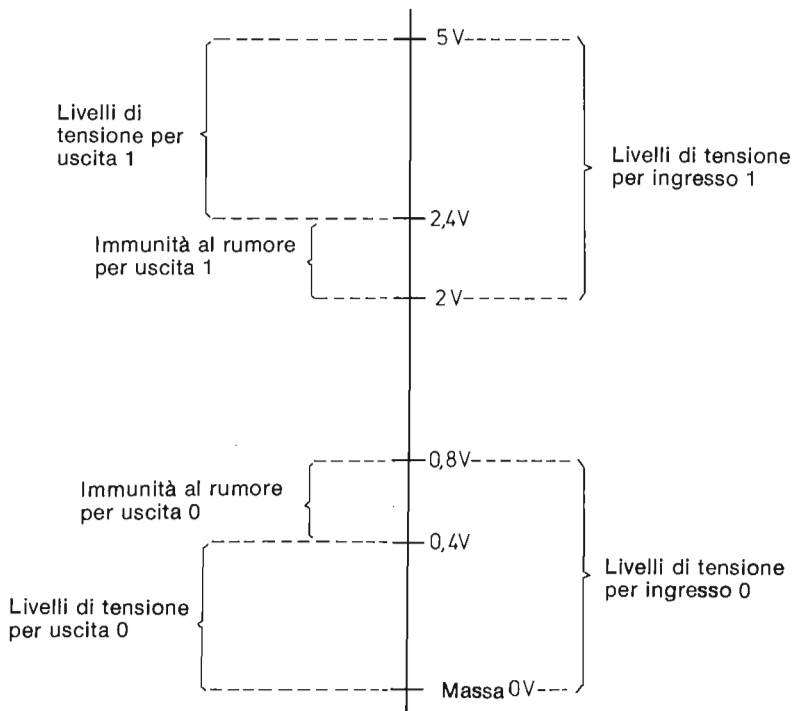 5 V
Livelli di
tensione per
uscita 1
Livelli di tensione
per ingresso 1
2,4V
Immunità al rumore
per uscita 1
2 V
0,8V
Immunità al rumore
per uscita 0
0,4V
Livelli di tensione
per ingresso 0
Livelli di tensione
per uscita 0
Massa 0V